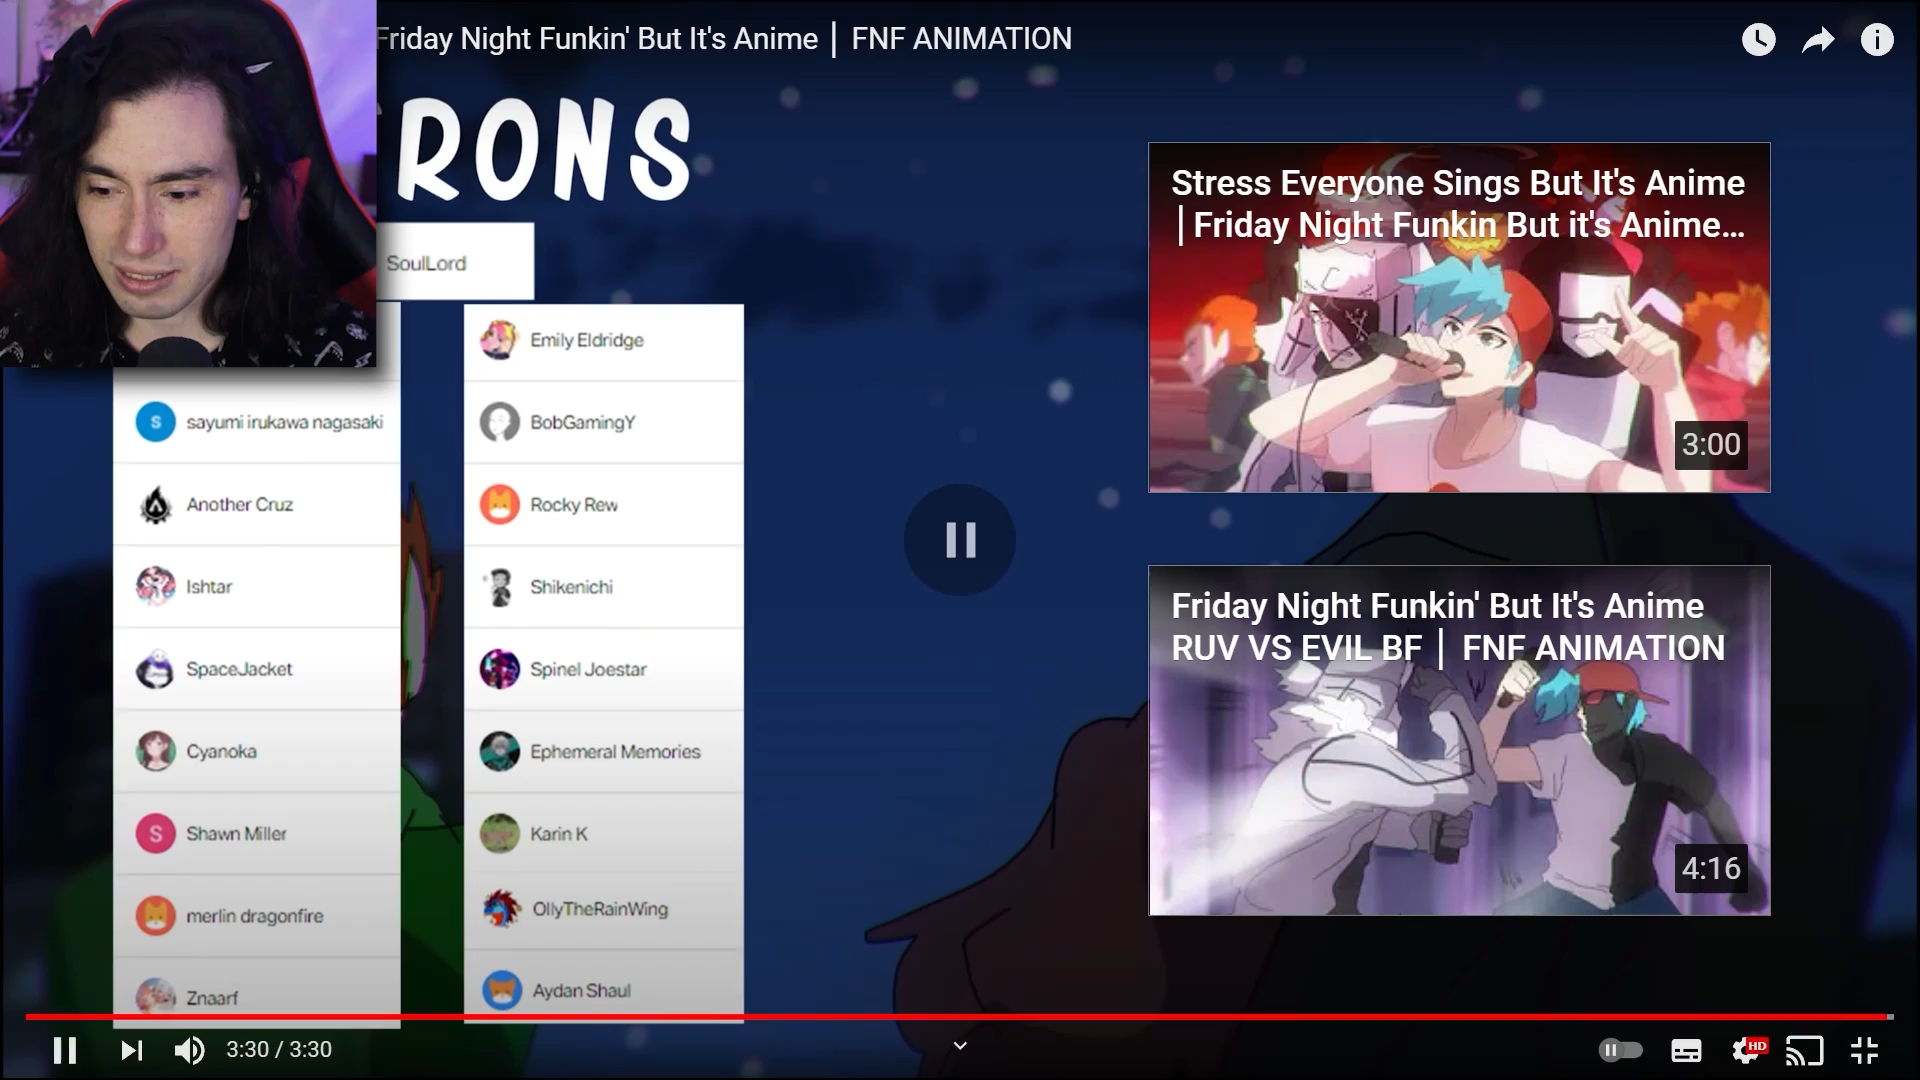 Friday Night Funkin' But It's Anime │ FNF ANIMATION
RONS
SoulLord
Emily Eldridge
BobGamingY
Rocky Rew
Shikenichi
Spinel Joestar
Ephemeral Memories
Karin K
OllyTheRainWing
Aydan Shaul
S sayumi irukawa nagasaki
Another Cruz
Ishtar
SpaceJacket
Cyanoka
S Shawn Miller
merlin dragonfire
Znaarf
Stress Everyone Sings But It's Anime
│Friday Night Funkin But it's Anime...
3:00
Friday Night Funkin' But It's Anime
RUV VS EVIL BF │ FNF ANIMATION
4:16
3:30 / 3:30
HD